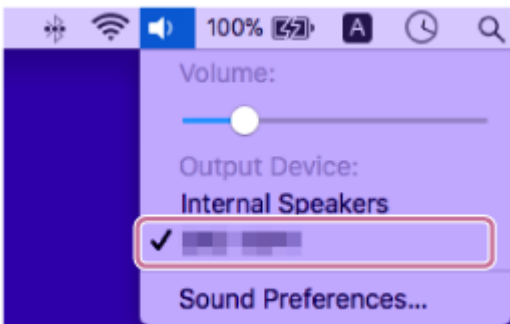 100% A
Volume:
Output Device:
Internal Speakers
Sound Preferences...